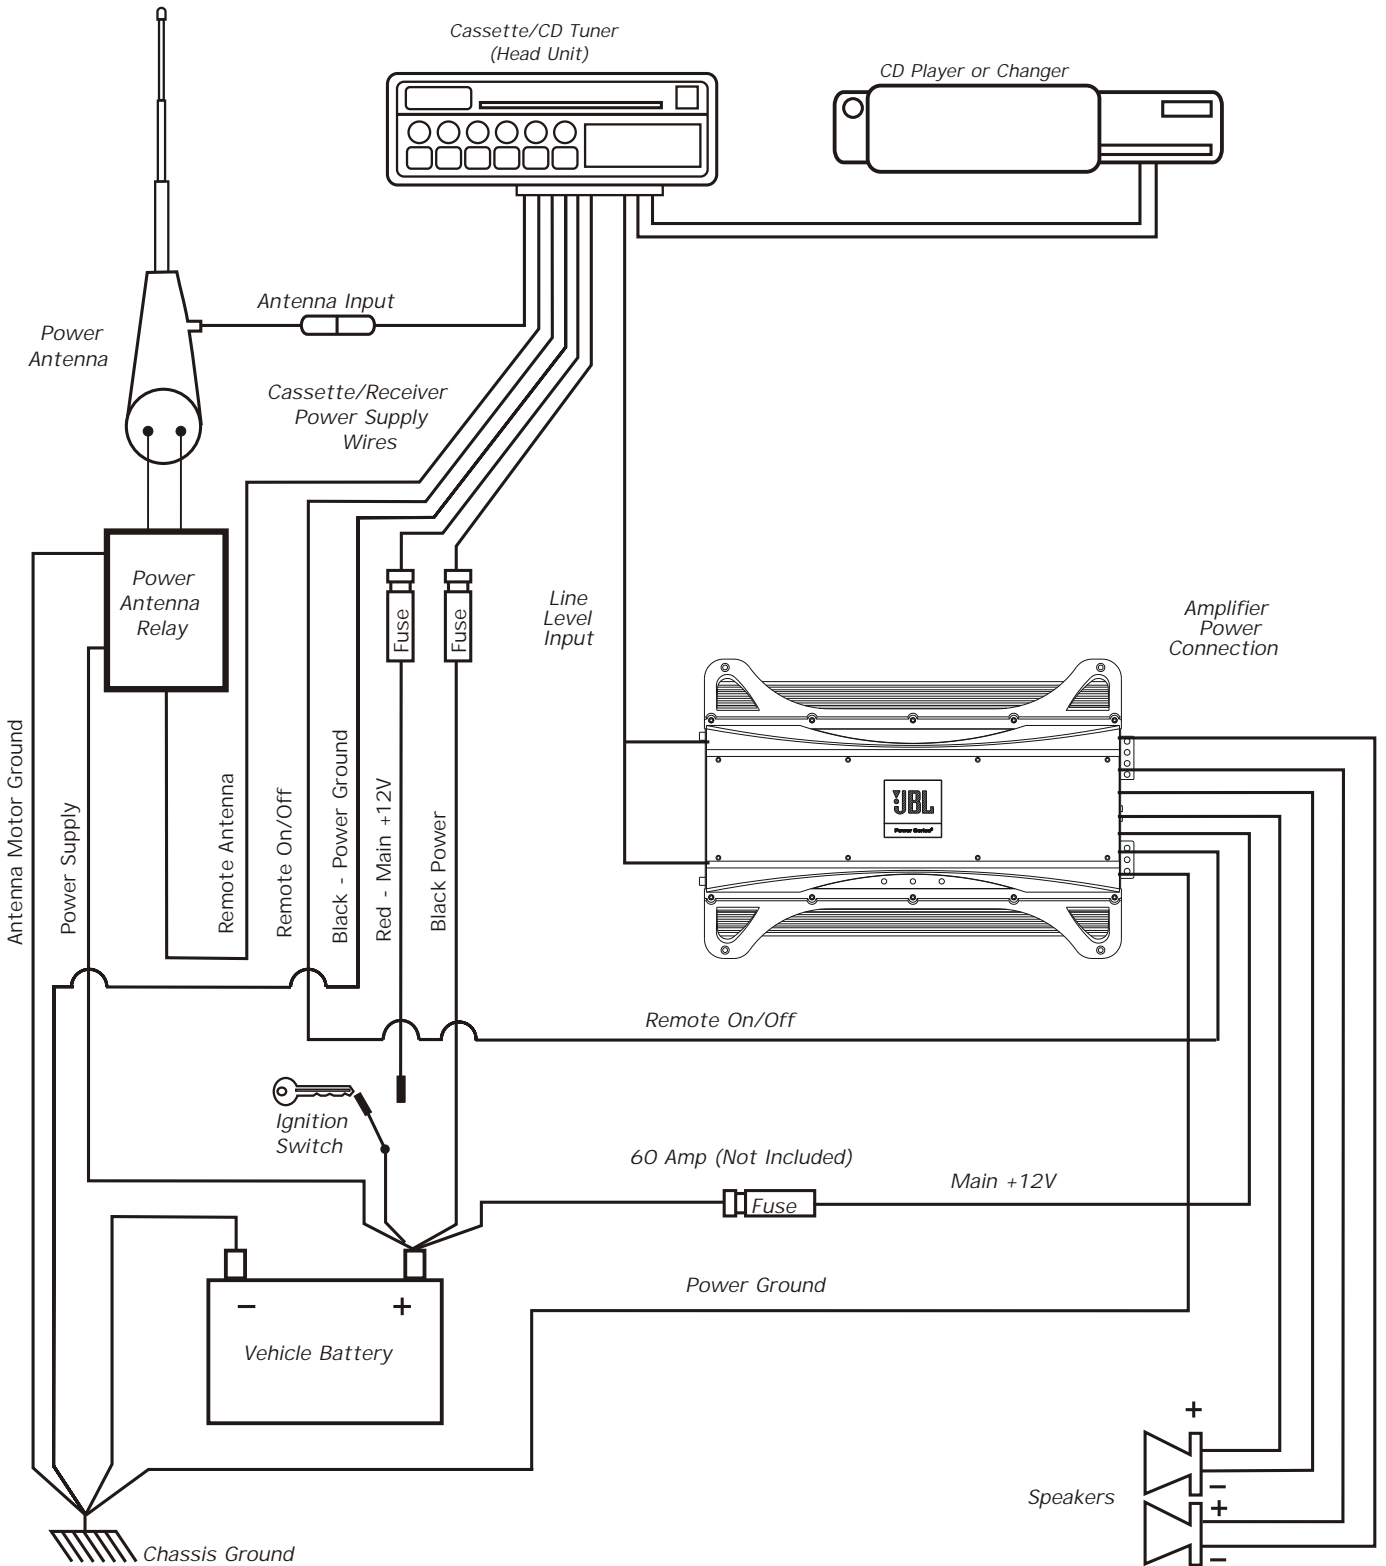 Cassette/CD Tuner
(Head Unit)
CD Player or Changer
Antenna Input
Power
Antenna
Cassette/Receiver
Power Supply
Wires
Power
Antenna
Relay
Fuse
Fuse
Line
Level
Input
Amplifier
Power
Connection
Antenna Motor Ground
Power Supply
Remote Antenna
Remote On/Off
Black - Power Ground
Red - Main +12V
Black Power
JBL
Power Series²
Remote On/Off
Ignition
Switch
60 Amp (Not Included)
Fuse
Main +12V
Power Ground
− +
Vehicle Battery
+
−
Speakers
+
−
Chassis Ground